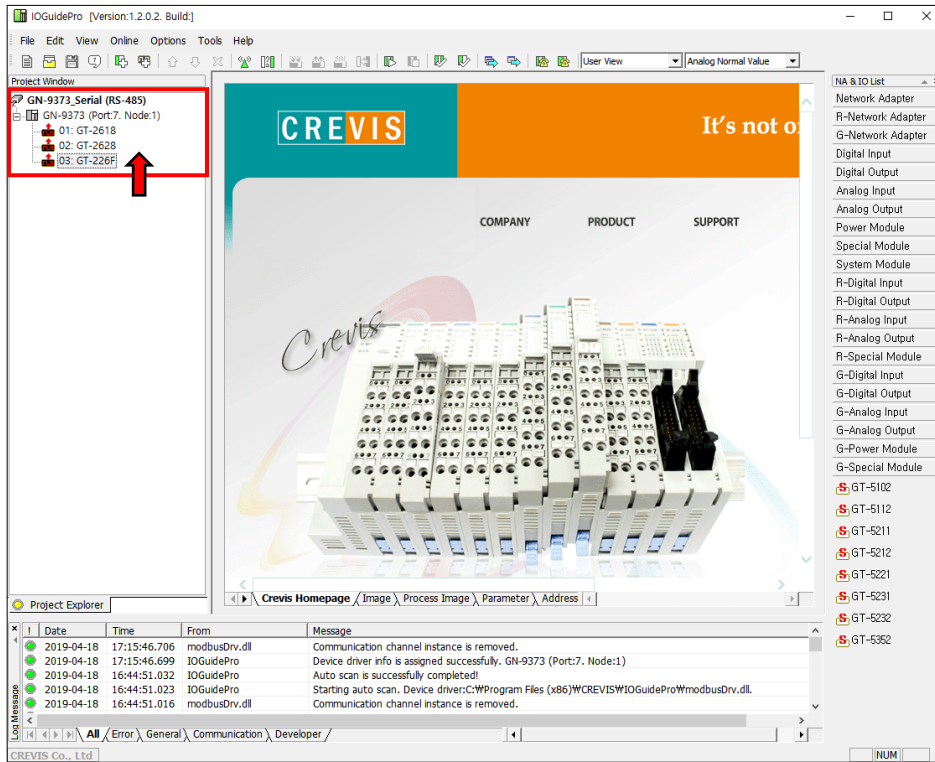 IOGuidePro [Version:1.2.0.2. Build:]
File Edit View Online Options Tools Help
User View
Analog Normal Value
Project Window
GN-9373_Serial (RS-485)
GN-9373 (Port:7. Node:1)
01: GT-2618
02: GT-2628
03: GT-226F
Project Explorer
CREVIS
It's not o
COMPANY PRODUCT SUPPORT
Crevis
Crevis Homepage Image Process Image Parameter Address
NA & IO List
Network Adapter
R-Network Adapter
G-Network Adapter
Digital Input
Digital Output
Analog Input
Analog Output
Power Module
Special Module
System Module
R-Digital Input
R-Digital Output
R-Analog Input
R-Analog Output
R-Special Module
G-Digital Input
G-Digital Output
G-Analog Input
G-Analog Output
G-Power Module
G-Special Module
GT-5102
GT-5112
GT-5211
GT-5212
GT-5221
GT-5231
GT-5232
GT-5352
! Date Time From Message
2019-04-18 17:15:46.706 modbusDrv.dll Communication channel instance is removed.
2019-04-18 17:15:46.699 IOGuidePro Device driver info is assigned successfully. GN-9373 (Port:7. Node:1)
2019-04-18 16:44:51.032 IOGuidePro Auto scan is successfully completed!
2019-04-18 16:44:51.023 IOGuidePro Starting auto scan. Device driver:C:₩Program Files (x86)₩CREVIS₩IOGuidePro₩modbusDrv.dll.
2019-04-18 16:44:51.016 modbusDrv.dll Communication channel instance is removed.
Log Message
All Error General Communication Developer
CREVIS Co., Ltd
NUM